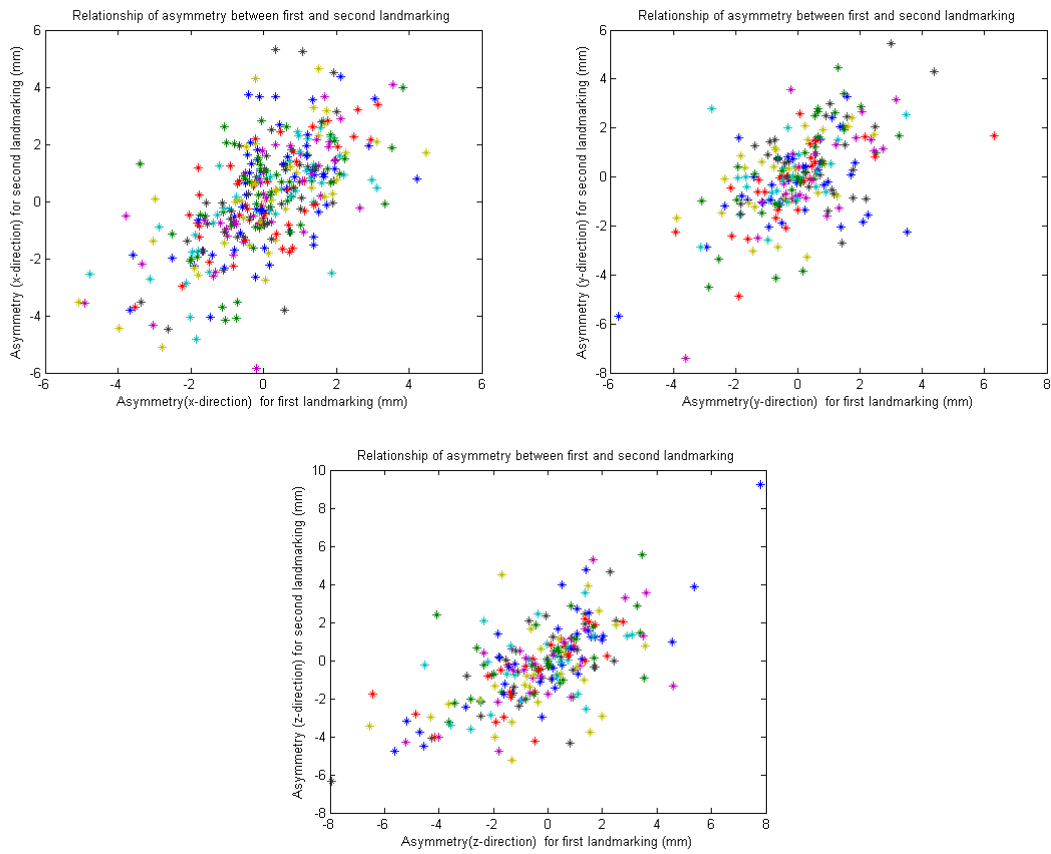 Relationship of asymmetry between first and second landmarking
Asymmetry (x-direction) for second landmarking (mm)
6
4
2
0
-2
-4
-6
-6 -4 -2 0 2 4 6
Asymmetry(x-direction) for first landmarking (mm)
Relationship of asymmetry between first and second landmarking
Asymmetry (y-direction) for second landmarking (mm)
6
4
2
0
-2
-4
-6
-8
-6 -4 -2 0 2 4 6 8
Asymmetry(y-direction) for first landmarking (mm)
Relationship of asymmetry between first and second landmarking
Asymmetry (z-direction) for second landmarking (mm)
10
8
6
4
2
0
-2
-4
-6
-8
-8 -6 -4 -2 0 2 4 6 8
Asymmetry(z-direction) for first landmarking (mm)